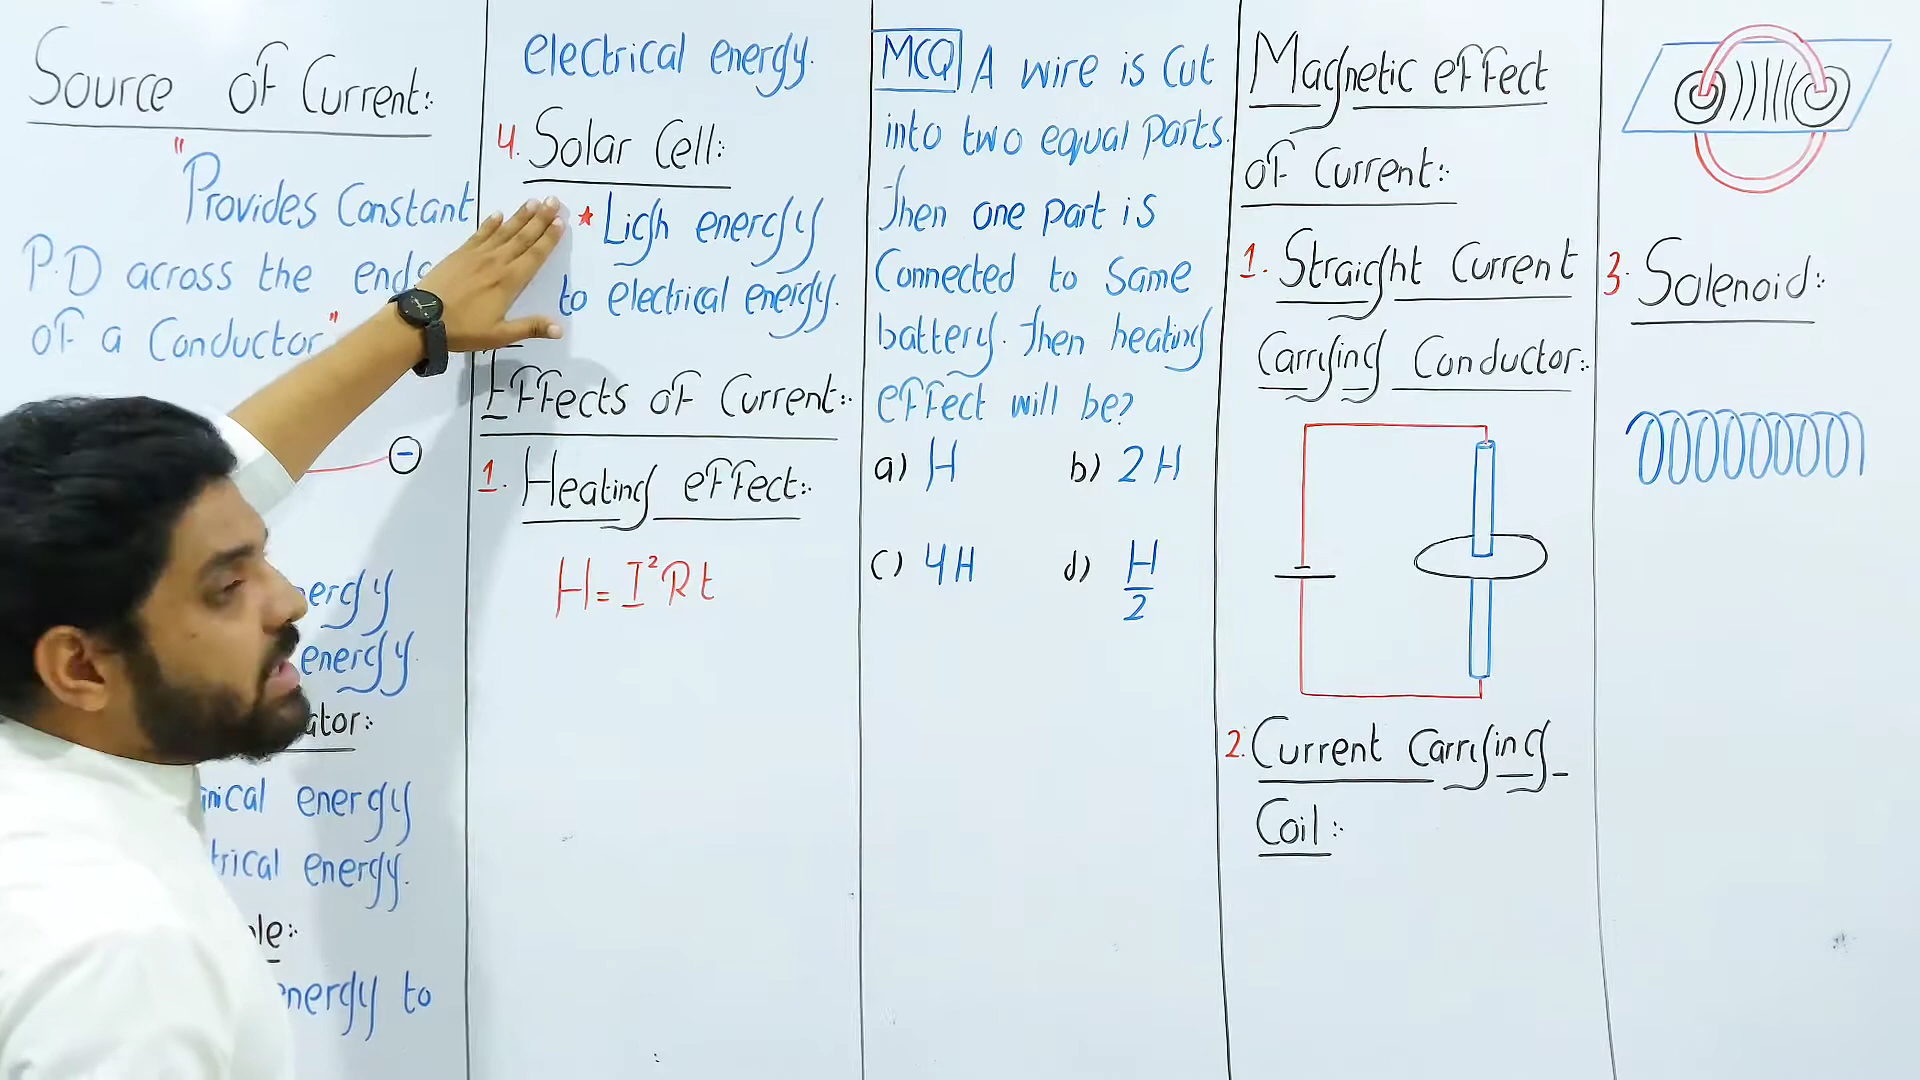 Source of Current:
"Provides Constant
P.D across the ends
of a Conductor"
-
energy
ator:
anical energy
trical energy.
le:
energy to
electrical energy.
4. Solar Cell:
* Ligh energy
to electrical energy.
Effects of Current:
1. Heating effect:
H = I²Rt
MCQ A wire is Cut
into two equal Parts.
Then one part is
Connected to Same
battery. Then heating
effect will be?
a) H b) 2H
c) 4H d) H/2
Magnetic effect
of Current:
1. Straight Current
Carrying Conductor:
2. Current Carrying
Coil:
3. Solenoid: